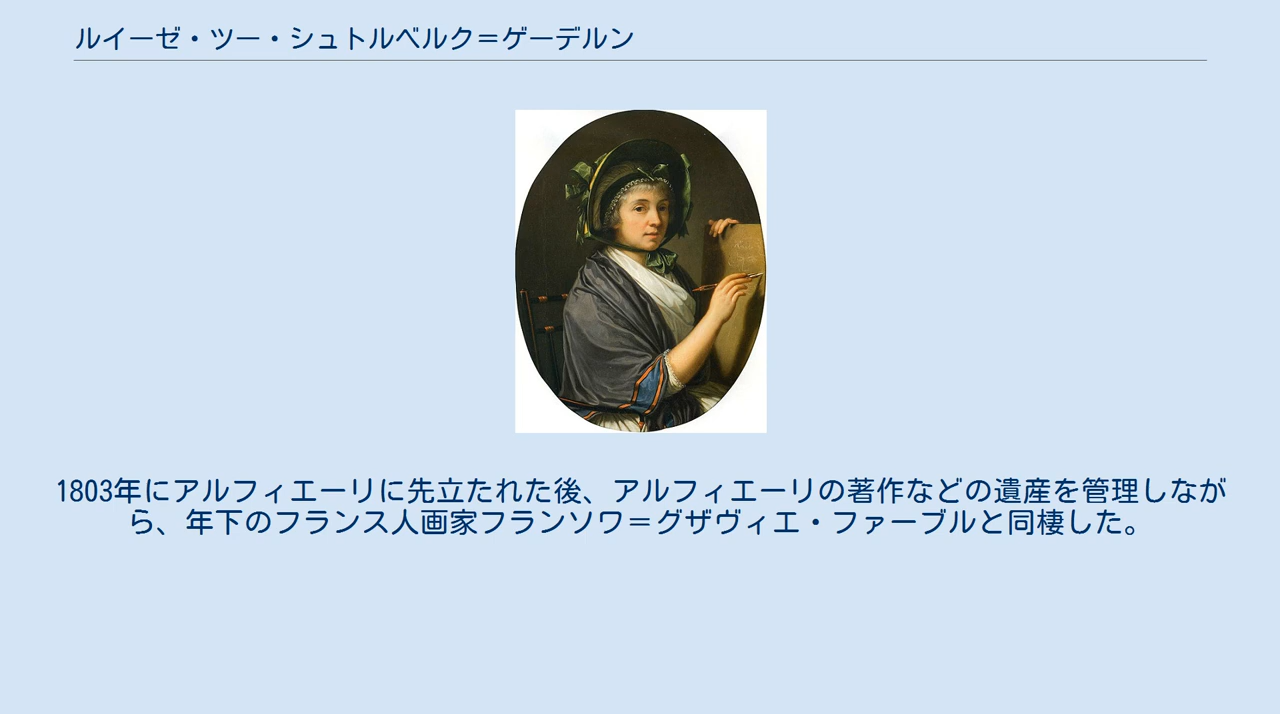 ルイーゼ・ツー・シュトルベルク＝ゲーデルン
1803年にアルフィエーリに先立たれた後、アルフィエーリの著作などの遺産を管理しなが
ら、年下のフランス人画家フランソワ＝グザヴィエ・ファーブルと同棲した。